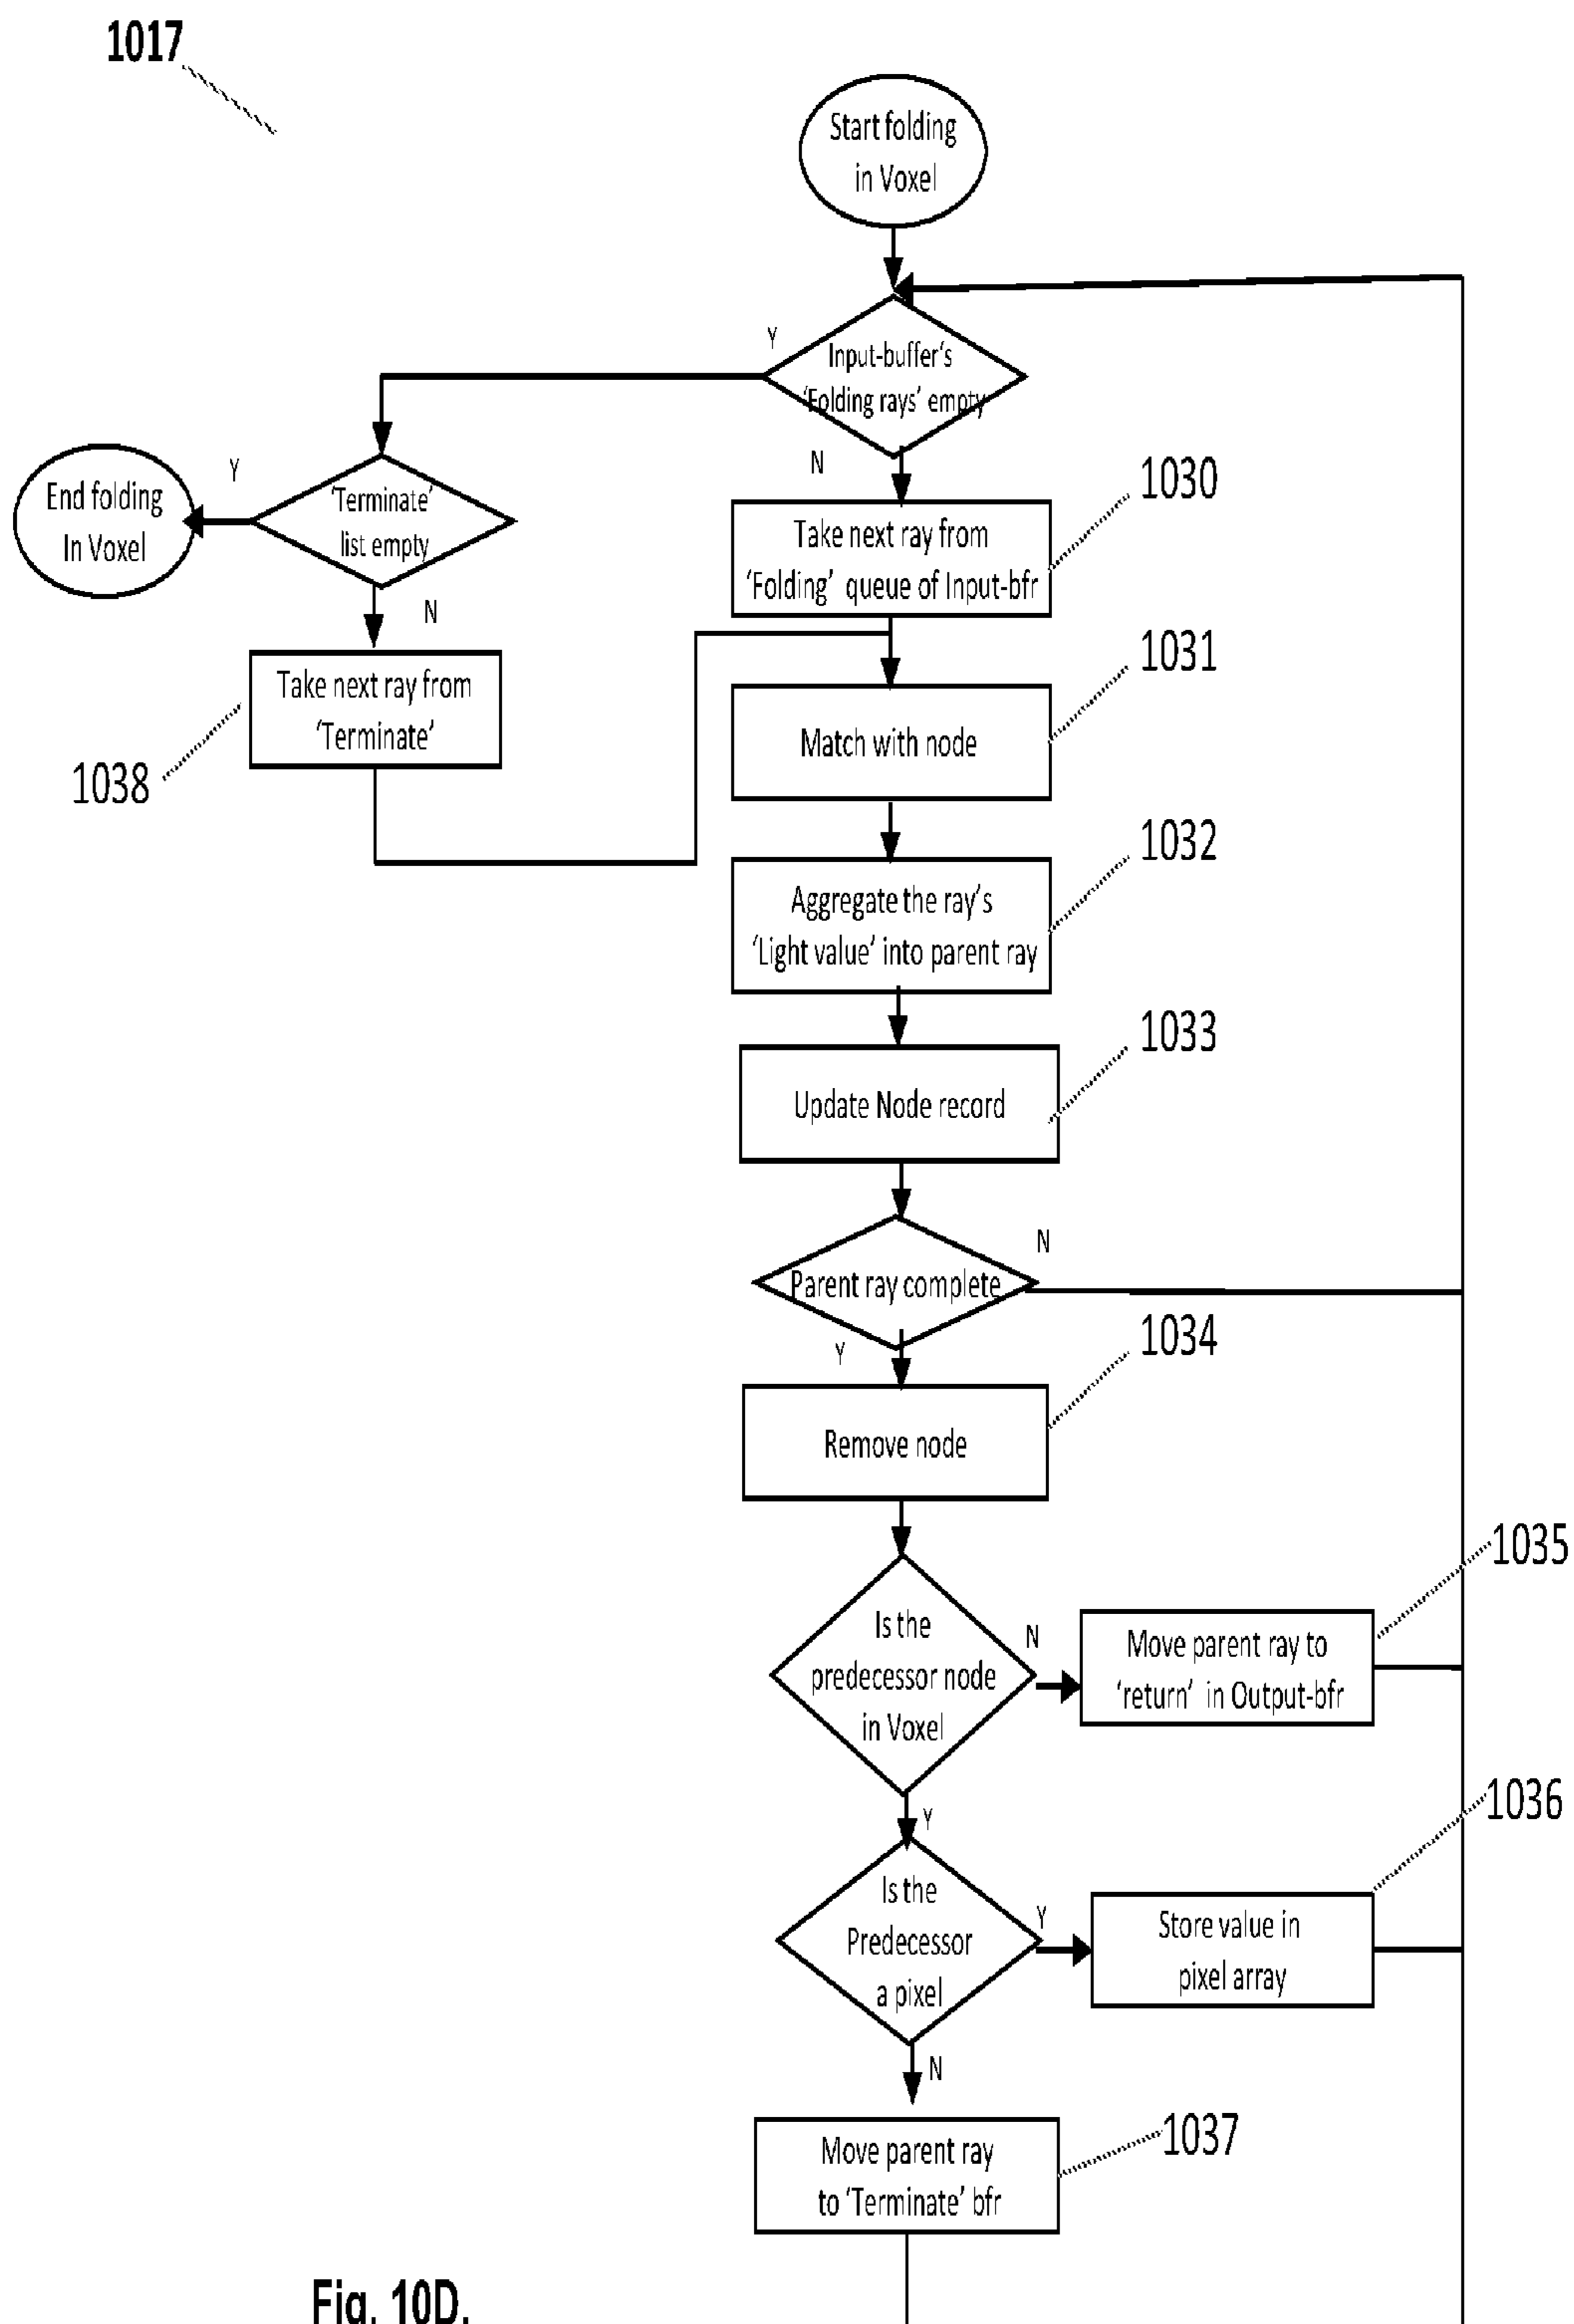 1017
Start folding
in Voxel
Y
Input-buffer's
'Folding rays' empty
N
Y
End folding
In Voxel
'Terminate'
list empty
N
Take next ray from
'Folding' queue of Input-bfr
1030
Take next ray from
'Terminate'
1038
Match with node
1031
Aggregate the ray's
'Light value' into parent ray
1032
Update Node record
1033
Parent ray complete
N
Y
Remove node
1034
Is the
predecessor node
in Voxel
N
Move parent ray to
'return' in Output-bfr
1035
Y
Is the
Predecessor
a pixel
Y
Store value in
pixel array
1036
N
Move parent ray
to 'Terminate' bfr
1037
Fig. 10D.